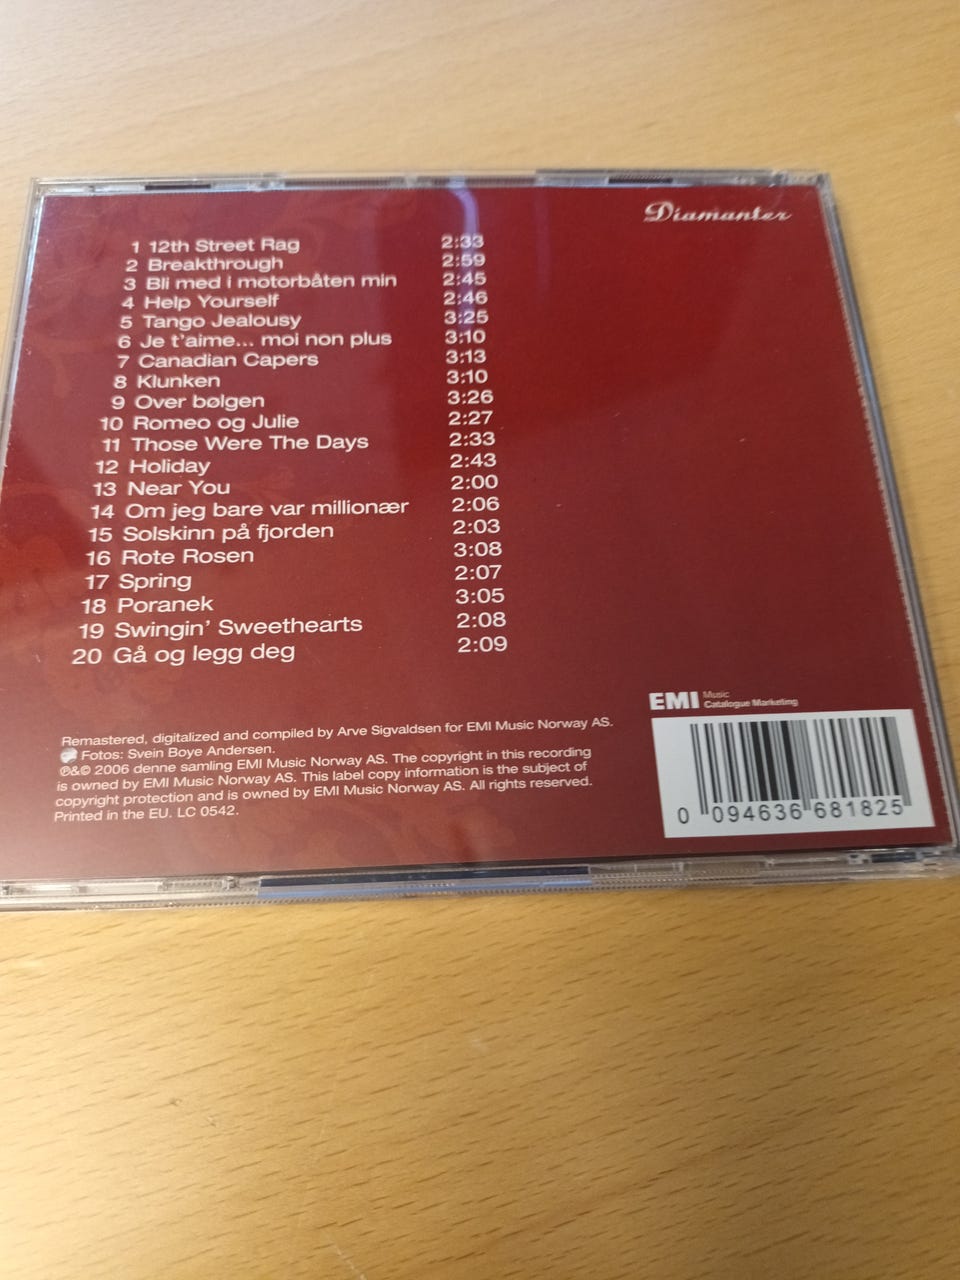 Diamanter
1 12th Street Rag 2:33
2 Breakthrough 2:59
3 Bli med i motorbåten min 2:45
4 Help Yourself 2:46
5 Tango Jealousy 3:25
6 Je t'aime... moi non plus 3:10
7 Canadian Capers 3:13
8 Klunken 3:10
9 Over bølgen 3:26
10 Romeo og Julie 2:27
11 Those Were The Days 2:33
12 Holiday 2:43
13 Near You 2:00
14 Om jeg bare var millionær 2:06
15 Solskinn på fjorden 2:03
16 Rote Rosen 3:08
17 Spring 2:07
18 Poranek 3:05
19 Swingin' Sweethearts 2:08
20 Gå og legg deg 2:09
EMI Music
Catalogue Marketing
Remastered, digitalized and compiled by Arve Sigvaldsen for EMI Music Norway AS.
Fotos: Svein Boye Andersen.
℗&© 2006 denne samling EMI Music Norway AS. The copyright in this recording
is owned by EMI Music Norway AS. This label copy information is the subject of
copyright protection and is owned by EMI Music Norway AS. All rights reserved.
Printed in the EU. LC 0542.
0 094636 681825